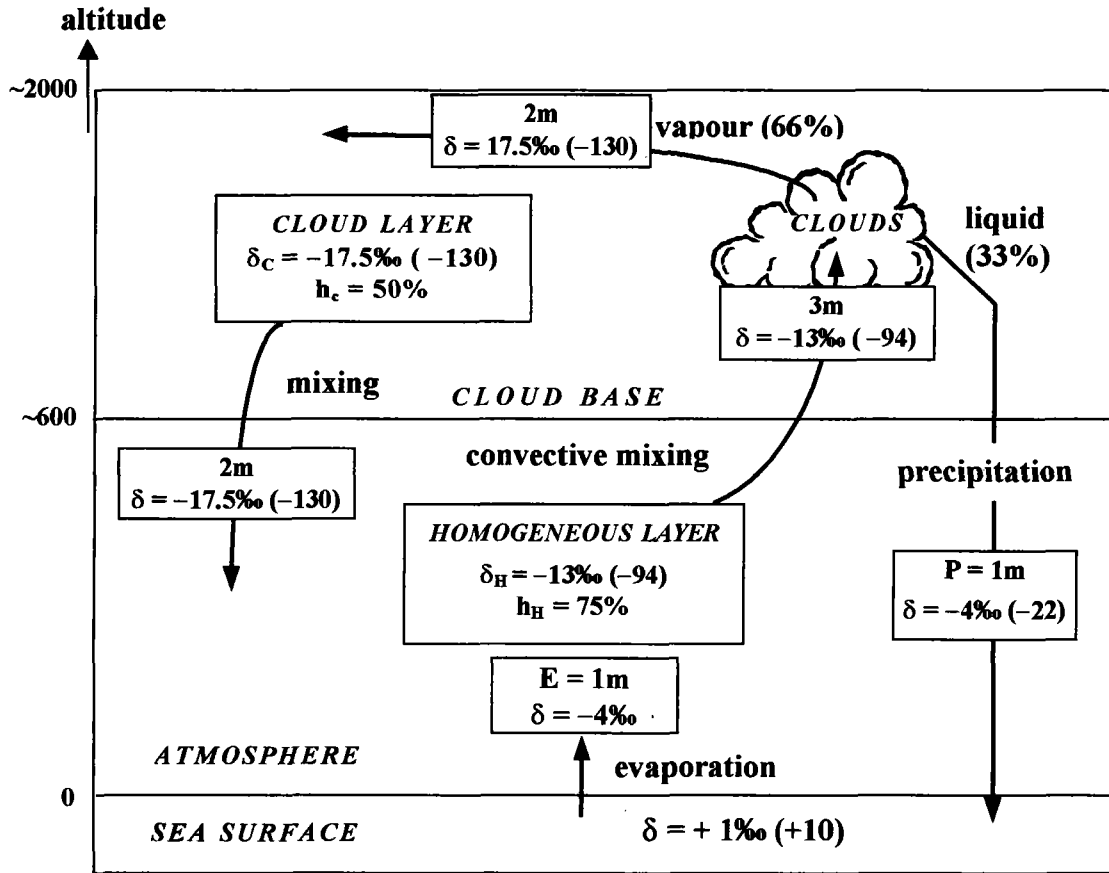 altitude
~2000
2m
δ = 17.5‰ (−130)
vapour (66%)
CLOUD LAYER
δC = −17.5‰ ( −130)
hc = 50%
CLOUDS
liquid
(33%)
3m
δ = −13‰ ( −94)
mixing
CLOUD BASE
~600
2m
δ = −17.5‰ (−130)
convective mixing
precipitation
HOMOGENEOUS LAYER
δH = −13‰ (−94)
hH = 75%
P = 1m
δ = −4‰ (−22)
E = 1m
δ = −4‰
ATMOSPHERE
evaporation
0
SEA SURFACE
δ = + 1‰ (+10)